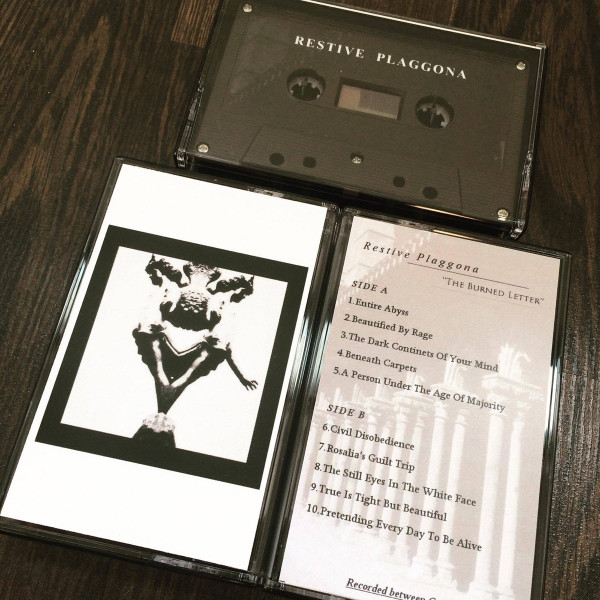 RESTIVE PLAGGONA
Restive Plaggona
"THE BURNED LETTER"
SIDE A
1.Entire Abyss
2.Beautified By Rage
3.The Dark Continets Of Your Mind
4.Beneath Carpets
5.A Person Under The Age Of Majority
SIDE B
6.Civil Disobedience
7.Rosalia's Guilt Trip
8.The Still Eyes In The White Face
9.True Is Tight But Beautiful
10.Pretending Every Day To Be Alive
Recorded between